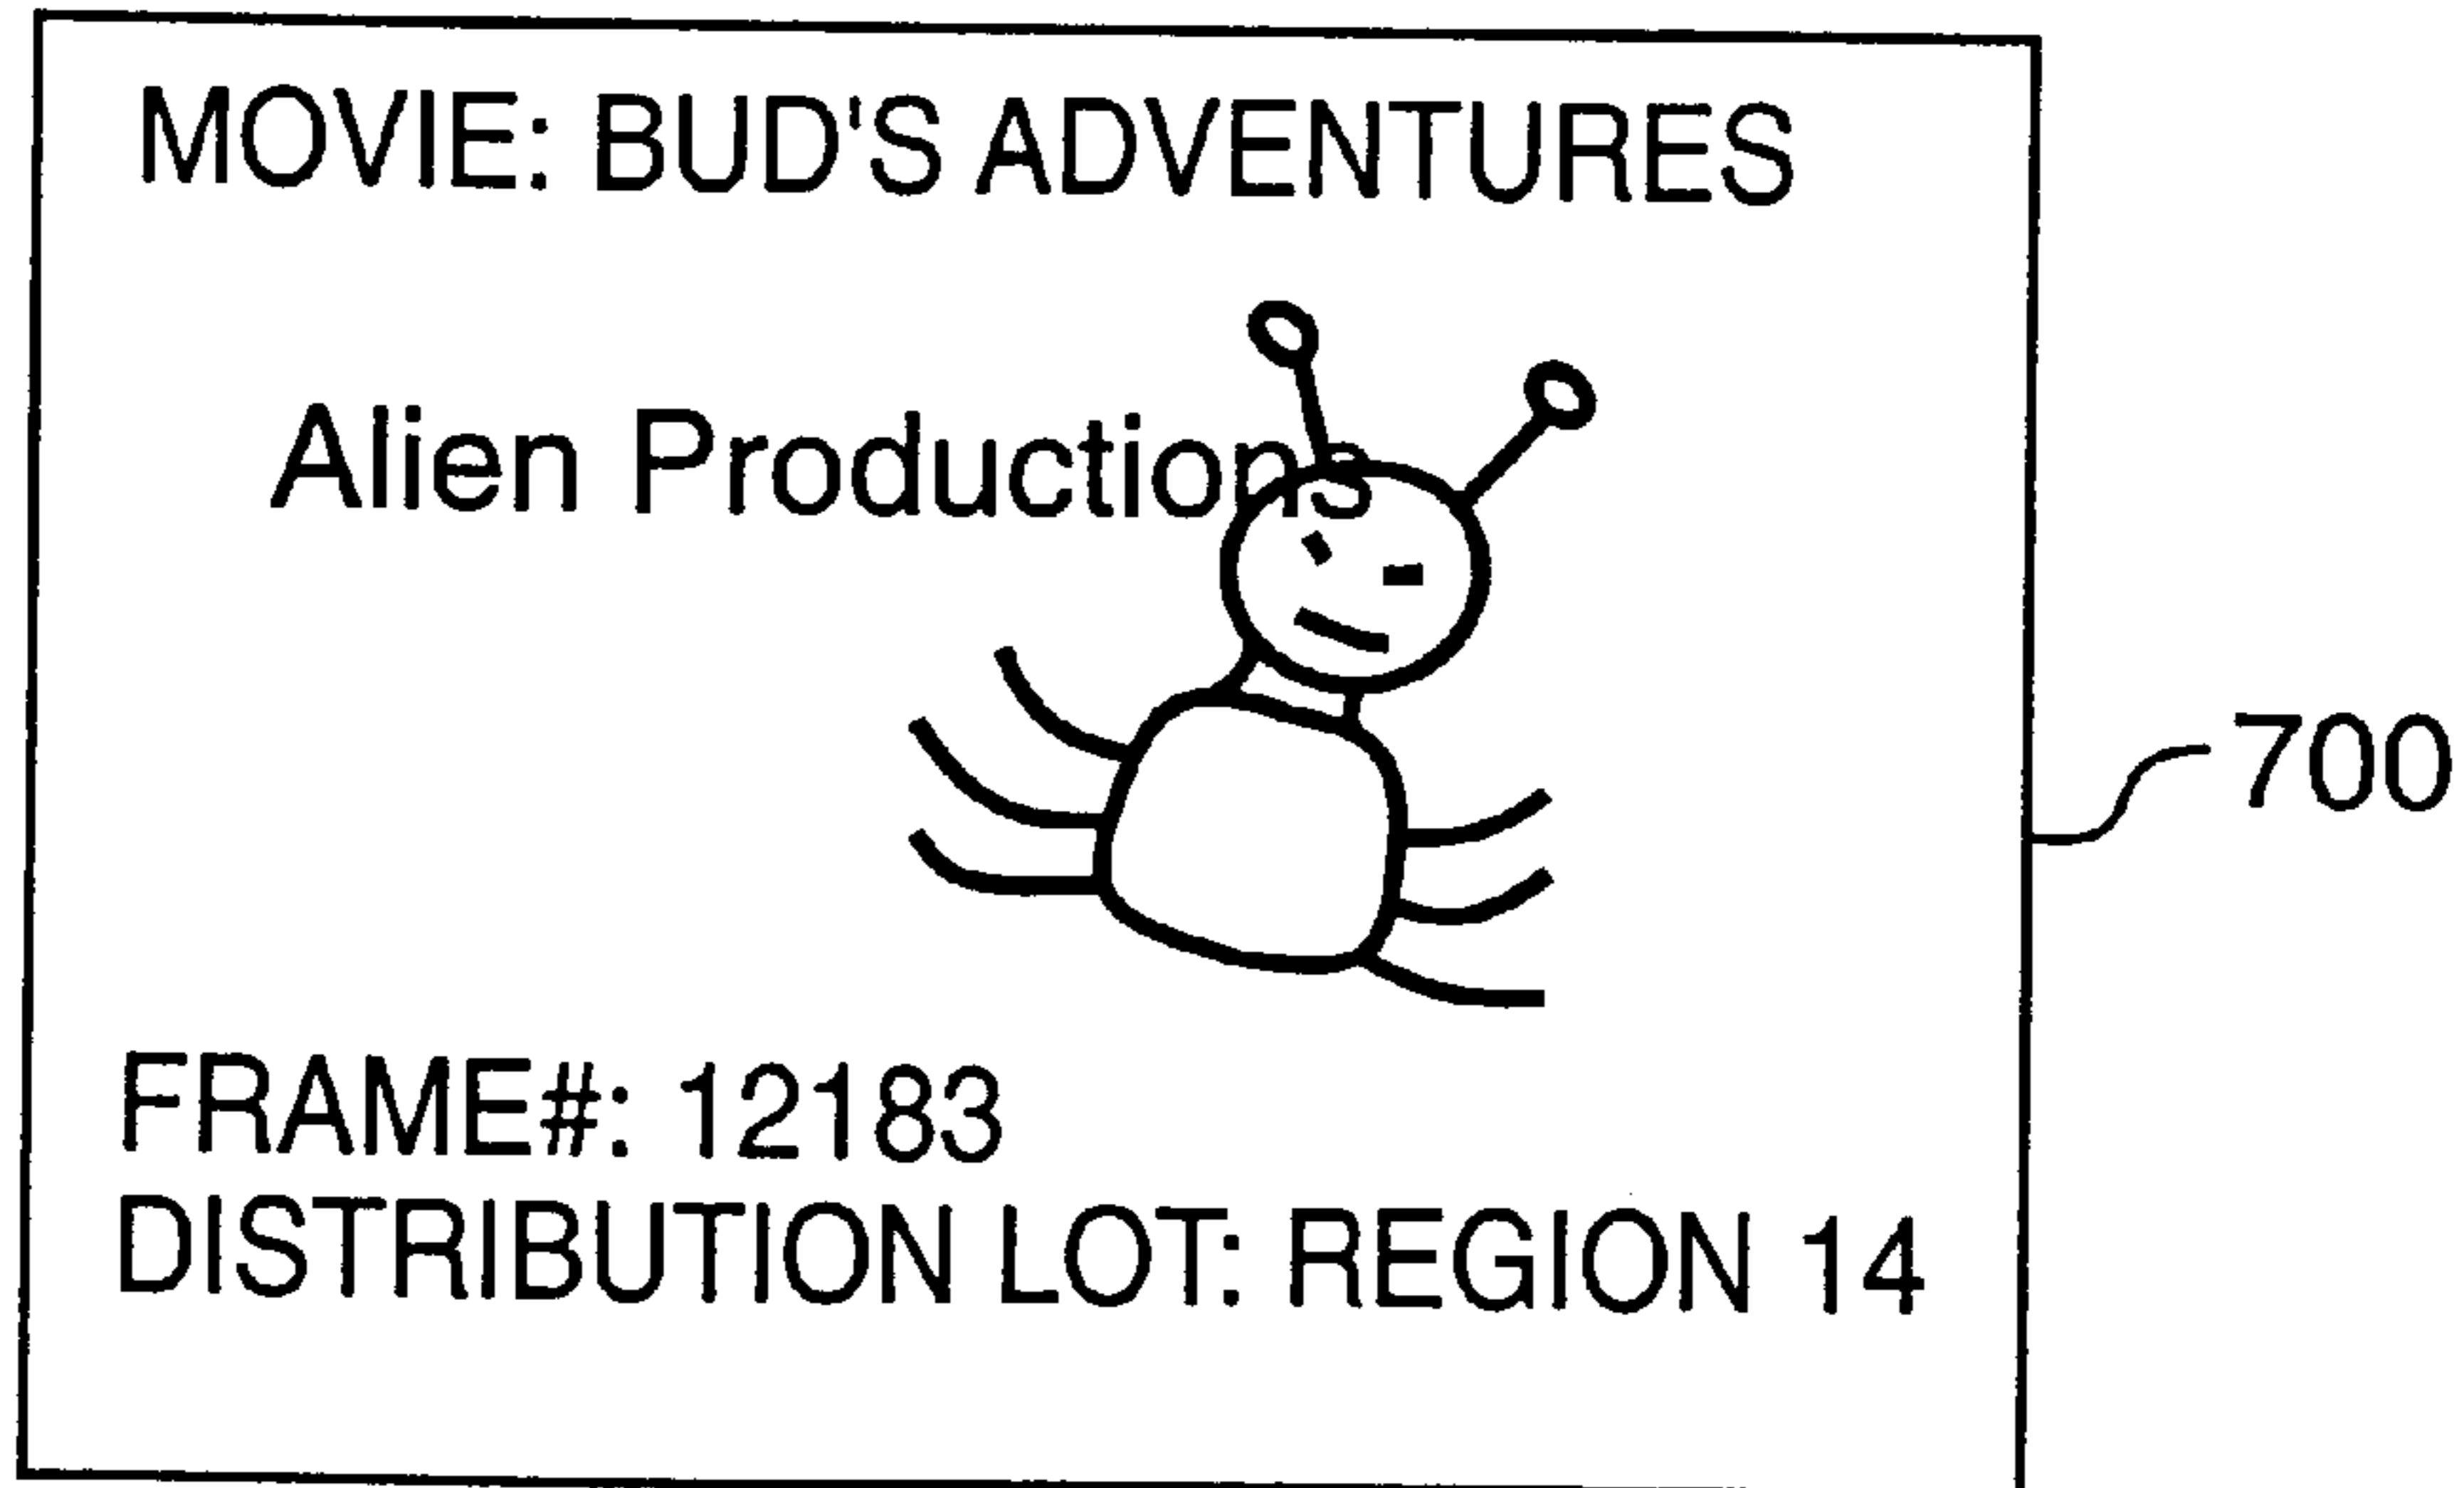 MOVIE: BUD'S ADVENTURES
Alien Productions
700
FRAME#: 12183
DISTRIBUTION LOT: REGION 14